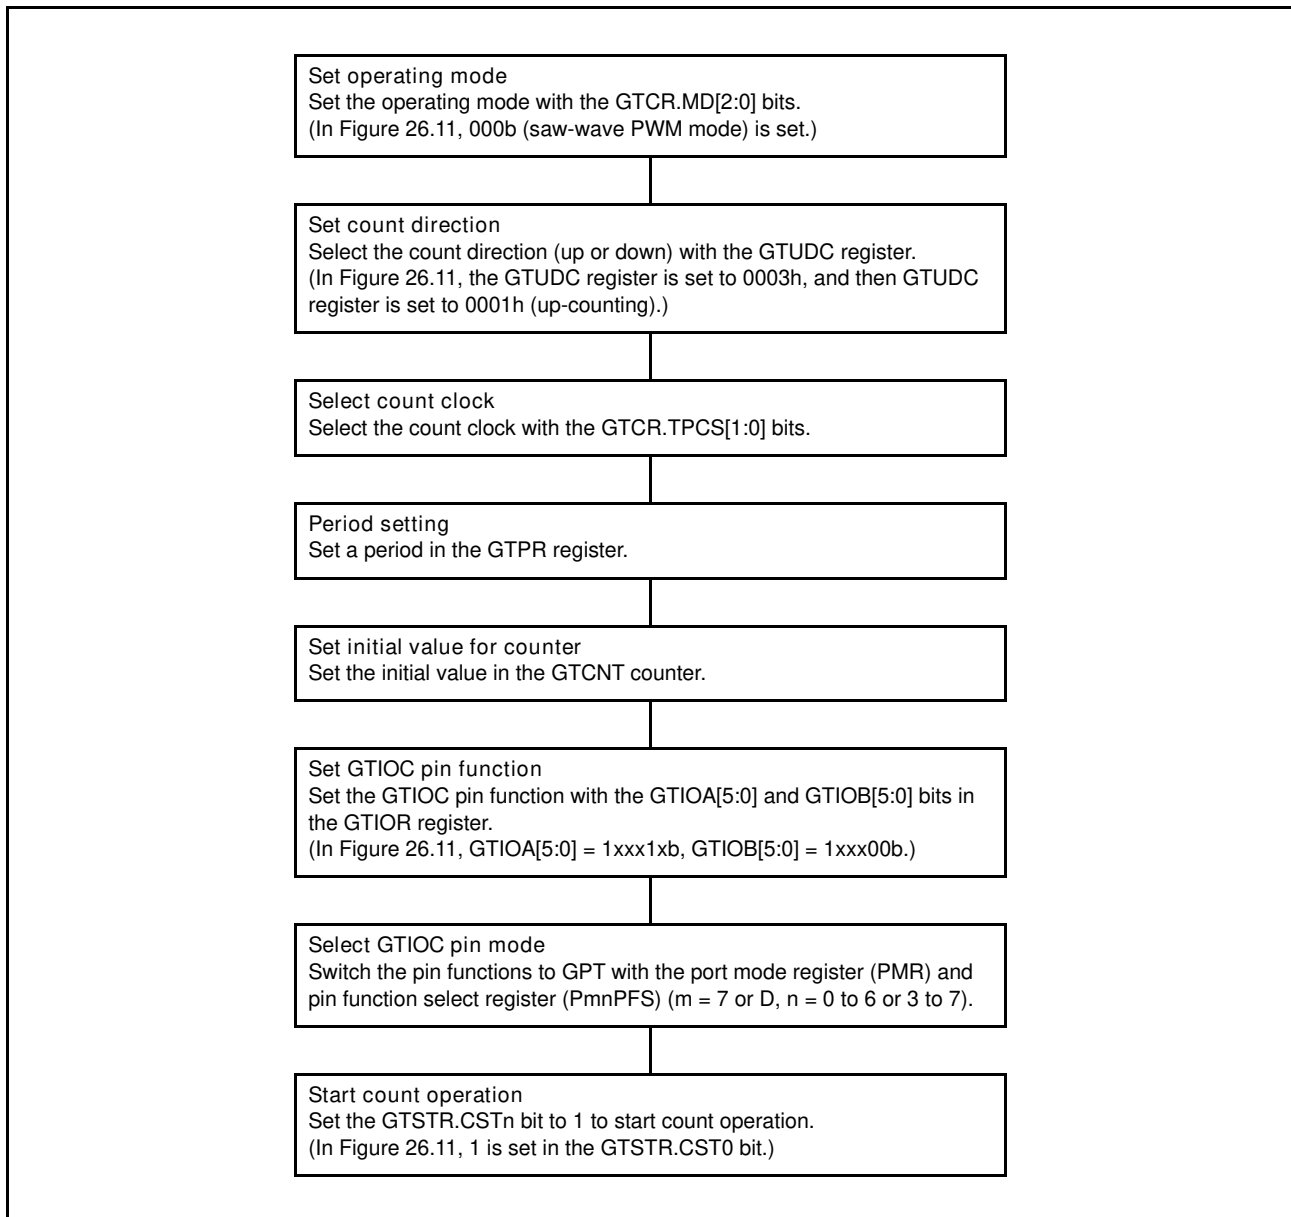 Set operating mode
Set the operating mode with the GTCR.MD[2:0] bits.
(In Figure 26.11, 000b (saw-wave PWM mode) is set.)
Set count direction
Select the count direction (up or down) with the GTUDC register.
(In Figure 26.11, the GTUDC register is set to 0003h, and then GTUDC
register is set to 0001h (up-counting).)
Select count clock
Select the count clock with the GTCR.TPCS[1:0] bits.
Period setting
Set a period in the GTPR register.
Set initial value for counter
Set the initial value in the GTCNT counter.
Set GTIOC pin function
Set the GTIOC pin function with the GTIOA[5:0] and GTIOB[5:0] bits in
the GTIOR register.
(In Figure 26.11, GTIOA[5:0] = 1xxx1xb, GTIOB[5:0] = 1xxx00b.)
Select GTIOC pin mode
Switch the pin functions to GPT with the port mode register (PMR) and
pin function select register (PmnPFS) (m = 7 or D, n = 0 to 6 or 3 to 7).
Start count operation
Set the GTSTR.CSTn bit to 1 to start count operation.
(In Figure 26.11, 1 is set in the GTSTR.CST0 bit.)